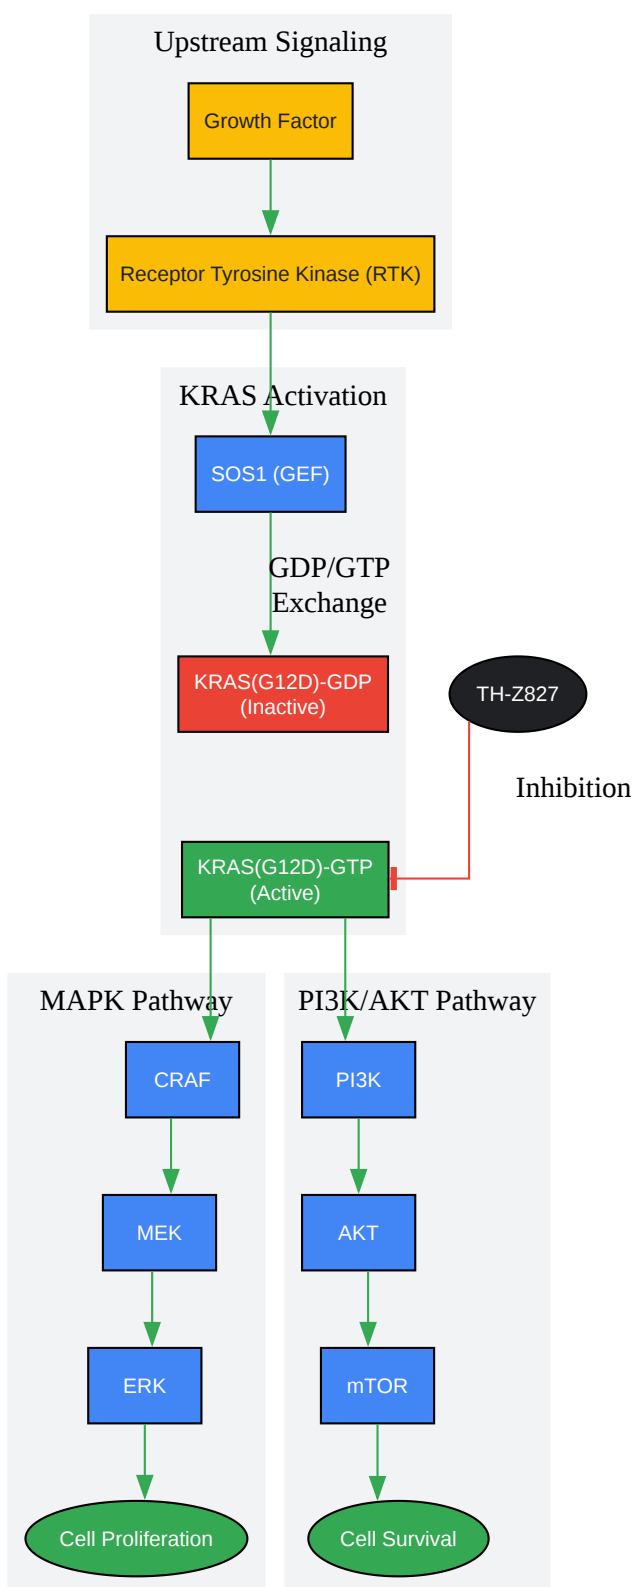 Upstream Signaling
Growth Factor
Receptor Tyrosine Kinase (RTK)
KRAS Activation
SOS1 (GEF)
GDP/GTP
Exchange
KRAS(G12D)-GDP
(Inactive)
TH-Z827
Inhibition
KRAS(G12D)-GTP
(Active)
MAPK Pathway
CRAF
MEK
ERK
Cell Proliferation
PI3K/AKT Pathway
PI3K
AKT
mTOR
Cell Survival